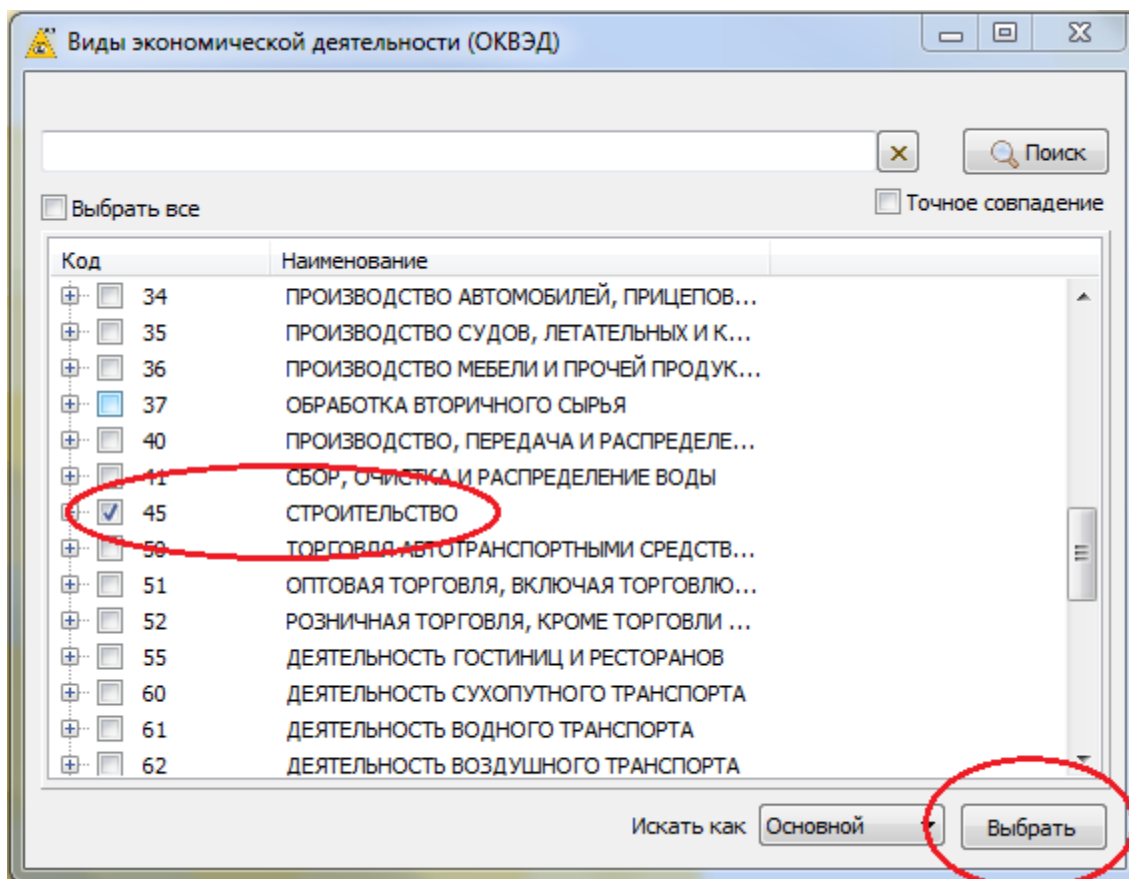 Виды экономической деятельности (ОКВЭД)
Поиск
Выбрать все
Точное совпадение
Код Наименование
34 ПРОИЗВОДСТВО АВТОМОБИЛЕЙ, ПРИЦЕПОВ...
35 ПРОИЗВОДСТВО СУДОВ, ЛЕТАТЕЛЬНЫХ И К...
36 ПРОИЗВОДСТВО МЕБЕЛИ И ПРОЧЕЙ ПРОДУК...
37 ОБРАБОТКА ВТОРИЧНОГО СЫРЬЯ
40 ПРОИЗВОДСТВО, ПЕРЕДАЧА И РАСПРЕДЕЛЕ...
41 СБОР, ОЧИСТКА И РАСПРЕДЕЛЕНИЕ ВОДЫ
45 СТРОИТЕЛЬСТВО
50 ТОРГОВЛЯ АВТОТРАНСПОРТНЫМИ СРЕДСТВ...
51 ОПТОВАЯ ТОРГОВЛЯ, ВКЛЮЧАЯ ТОРГОВЛЮ...
52 РОЗНИЧНАЯ ТОРГОВЛЯ, КРОМЕ ТОРГОВЛИ ...
55 ДЕЯТЕЛЬНОСТЬ ГОСТИНИЦ И РЕСТОРАНОВ
60 ДЕЯТЕЛЬНОСТЬ СУХОПУТНОГО ТРАНСПОРТА
61 ДЕЯТЕЛЬНОСТЬ ВОДНОГО ТРАНСПОРТА
62 ДЕЯТЕЛЬНОСТЬ ВОЗДУШНОГО ТРАНСПОРТА
Искать как Основной Выбрать